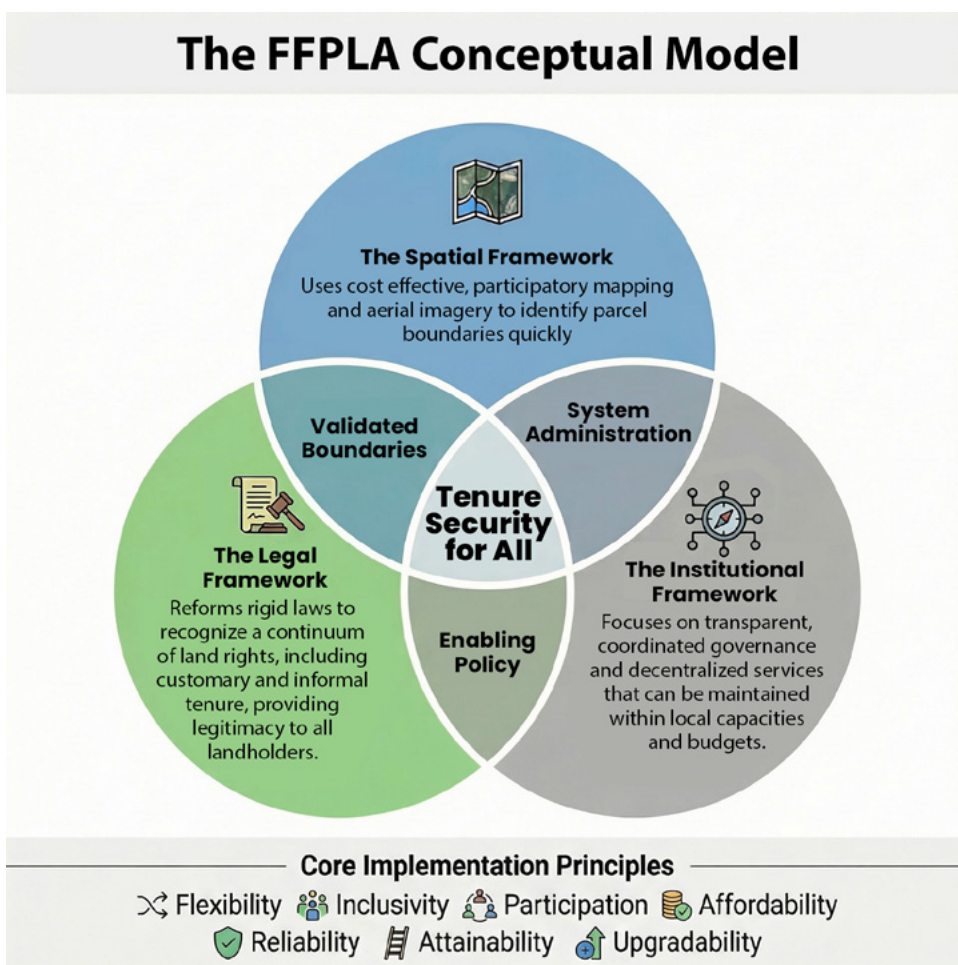 The FFPLA Conceptual Model
The Spatial Framework
Uses cost effective, participatory mapping
and aerial imagery to identify parcel
boundaries quickly
Validated
Boundaries
System
Administration
Tenure
Security
for All
The Legal
Framework
Reforms rigid laws to
recognize a continuum
of land rights, including
customary and informal
tenure, providing
legitimacy to all
landholders.
Enabling
Policy
The Institutional
Framework
Focuses on transparent,
coordinated governance
and decentralized services
that can be maintained
within local capacities
and budgets.
Core Implementation Principles
Flexibility Inclusivity Participation Affordability
Reliability Attainability Upgradability